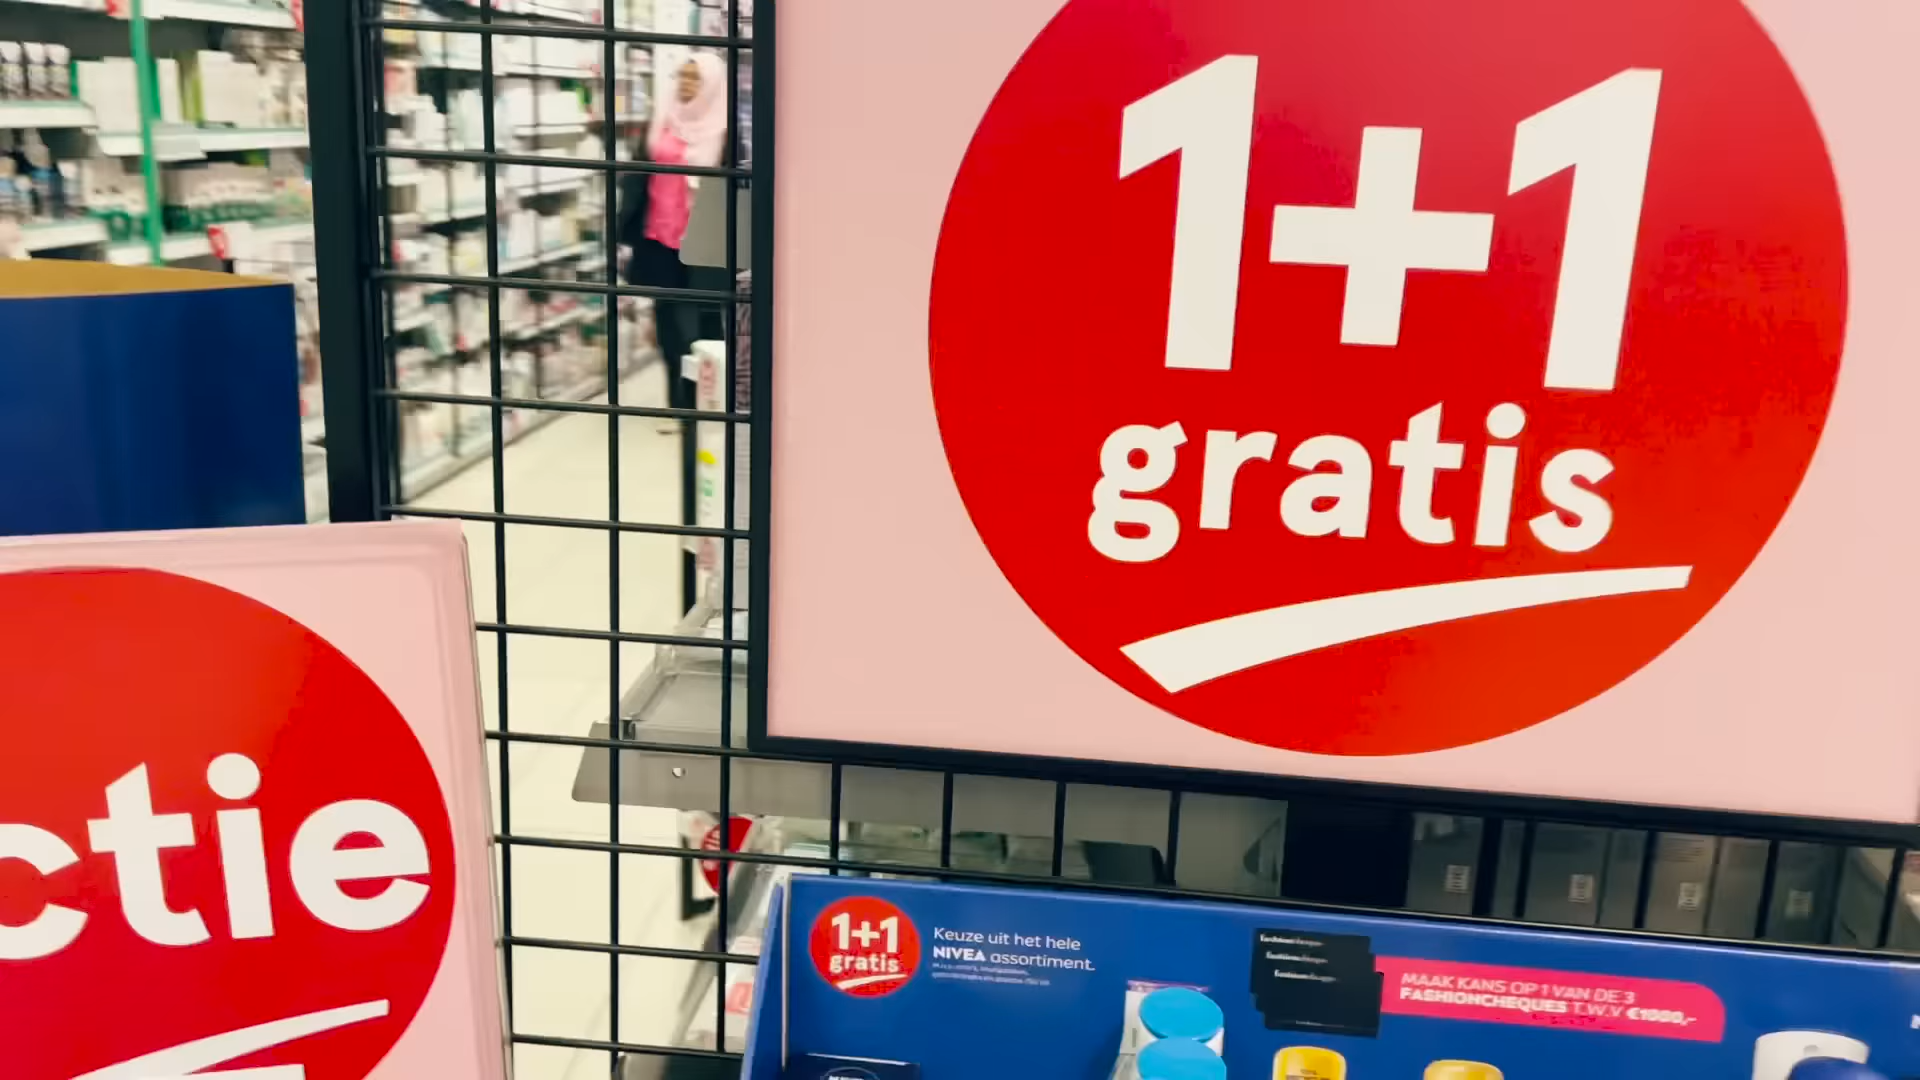 1+1
gratis
ctie
1+1
gratis
Keuze uit het hele
NIVEA assortiment.
MAAK KANS OP 1 VAN DE 3
FASHIONCHEQUES T.W.V €1000,-